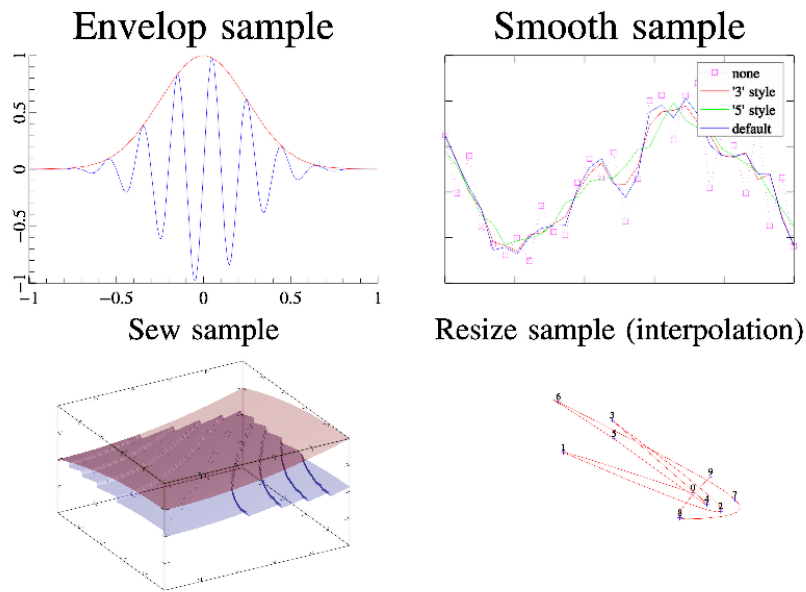 Envelop sample
Smooth sample
1
0.5
0
−0.5
−1
−1
−0.5
0
0.5
1
none
'3' style
'5' style
default
Sew sample
Resize sample (interpolation)
6
3
5
1
9
0
7
4
2
8